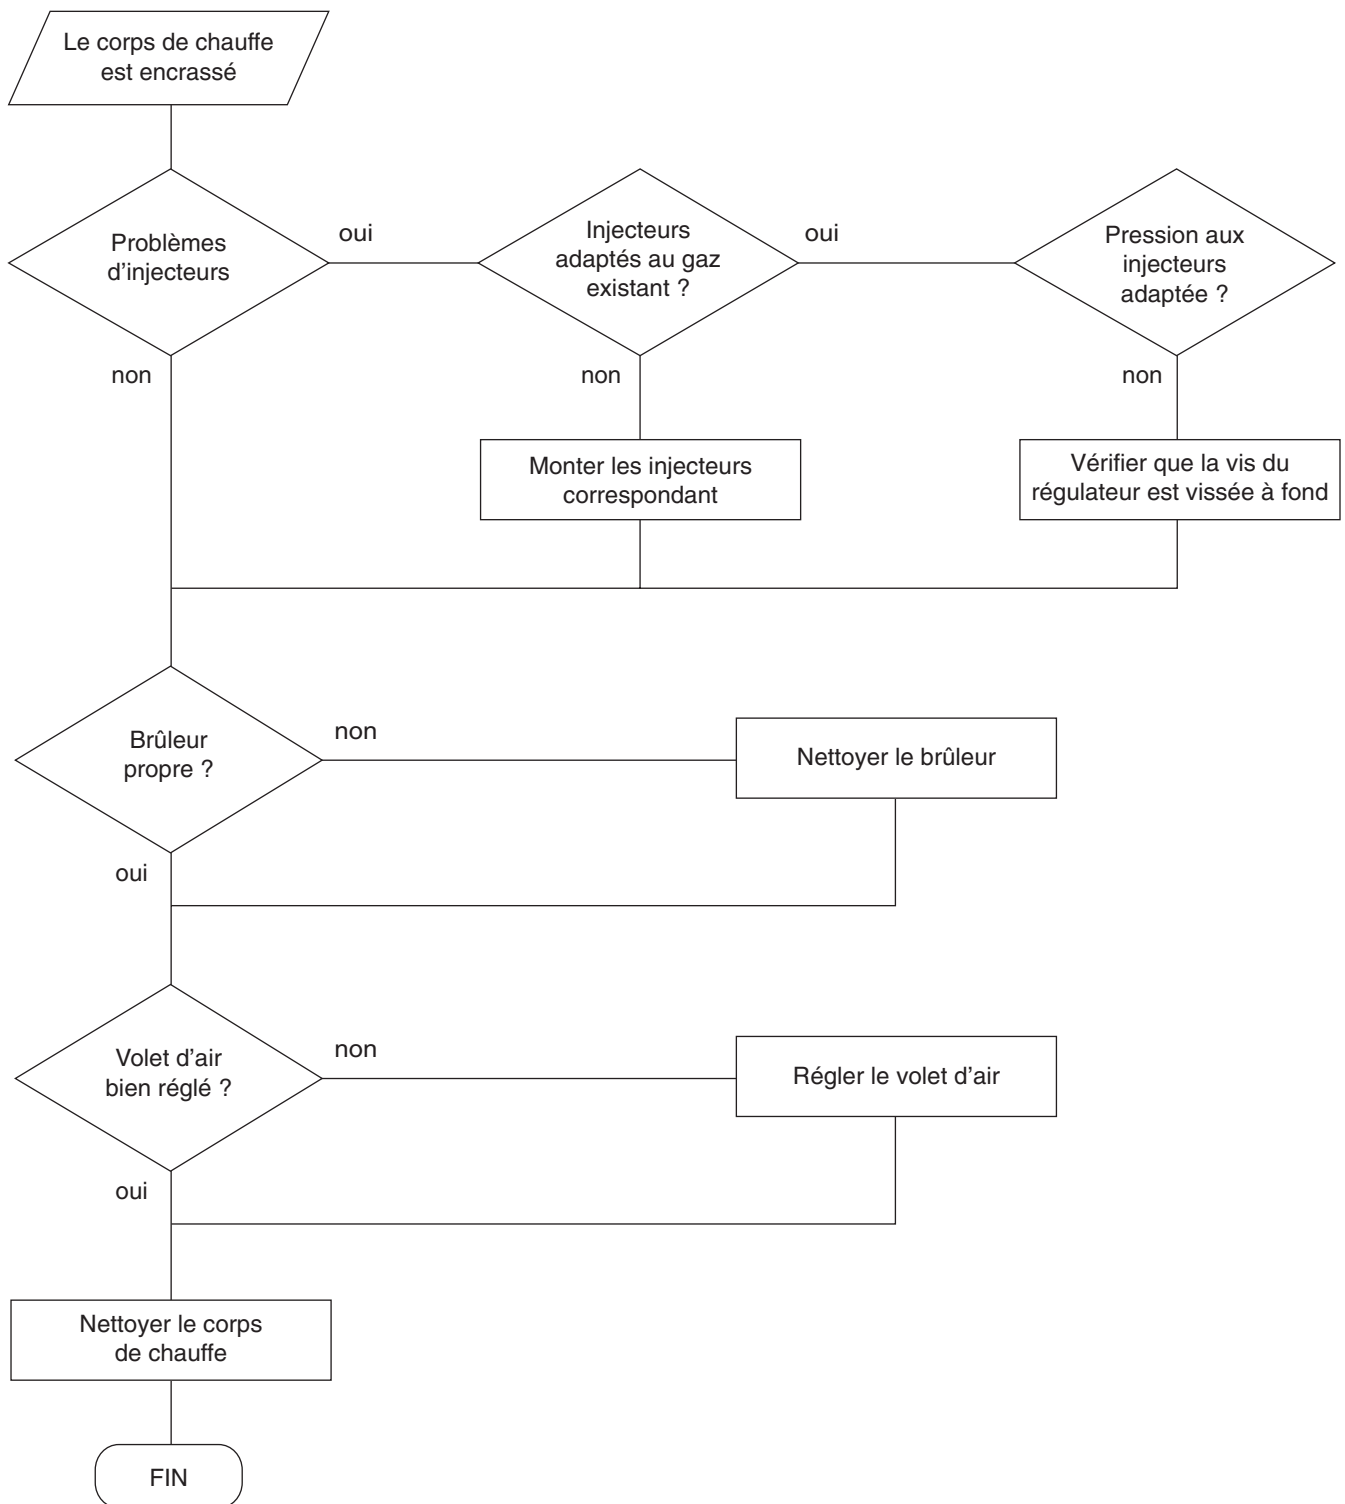 Le corps de chauffe
est encrassé
Problèmes
d'injecteurs
oui
Injecteurs
adaptés au gaz
existant ?
oui
Pression aux
injecteurs
adaptée ?
non
non
non
Monter les injecteurs
correspondant
Vérifier que la vis du
régulateur est vissée à fond
Brûleur
propre ?
non
Nettoyer le brûleur
oui
Volet d'air
bien réglé ?
non
Régler le volet d'air
oui
Nettoyer le corps
de chauffe
FIN